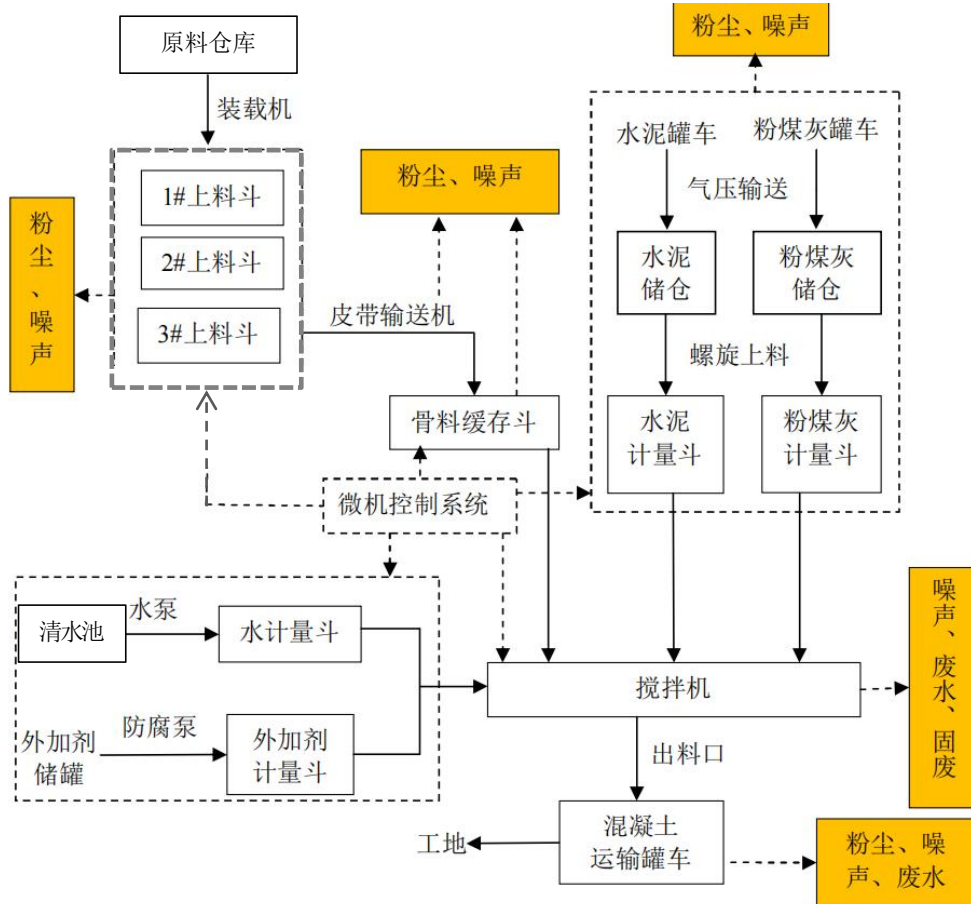 粉尘、噪声
原料仓库
装载机
水泥罐车
粉煤灰罐车
1#上料斗
2#上料斗
3#上料斗
粉尘、噪声
粉尘、噪声
气压输送
水泥
储仓
粉煤灰
储仓
皮带输送机
螺旋上料
骨料缓存斗
水泥
计量斗
粉煤灰
计量斗
微机控制系统
清水池
水泵
水计量斗
外加剂
储罐
防腐泵
外加剂
计量斗
搅拌机
噪声、废水、固废
出料口
工地
混凝土
运输罐车
粉尘、噪
声、废水